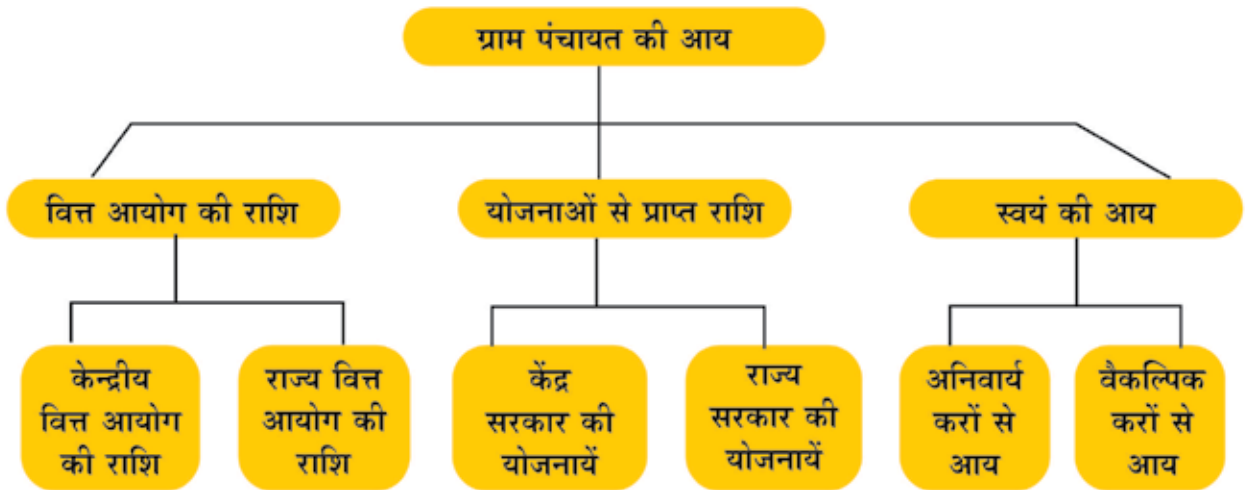 ग्राम पंचायत की आय
वित्त आयोग की राशि
योजनाओं से प्राप्त राशि
स्वयं की आय
केन्द्रीय
वित्त आयोग
की राशि
राज्य वित्त
आयोग की
राशि
केंद्र
सरकार की
योजनायें
राज्य
सरकार की
योजनायें
अनिवार्य
करों से
आय
वैकल्पिक
करों से
आय